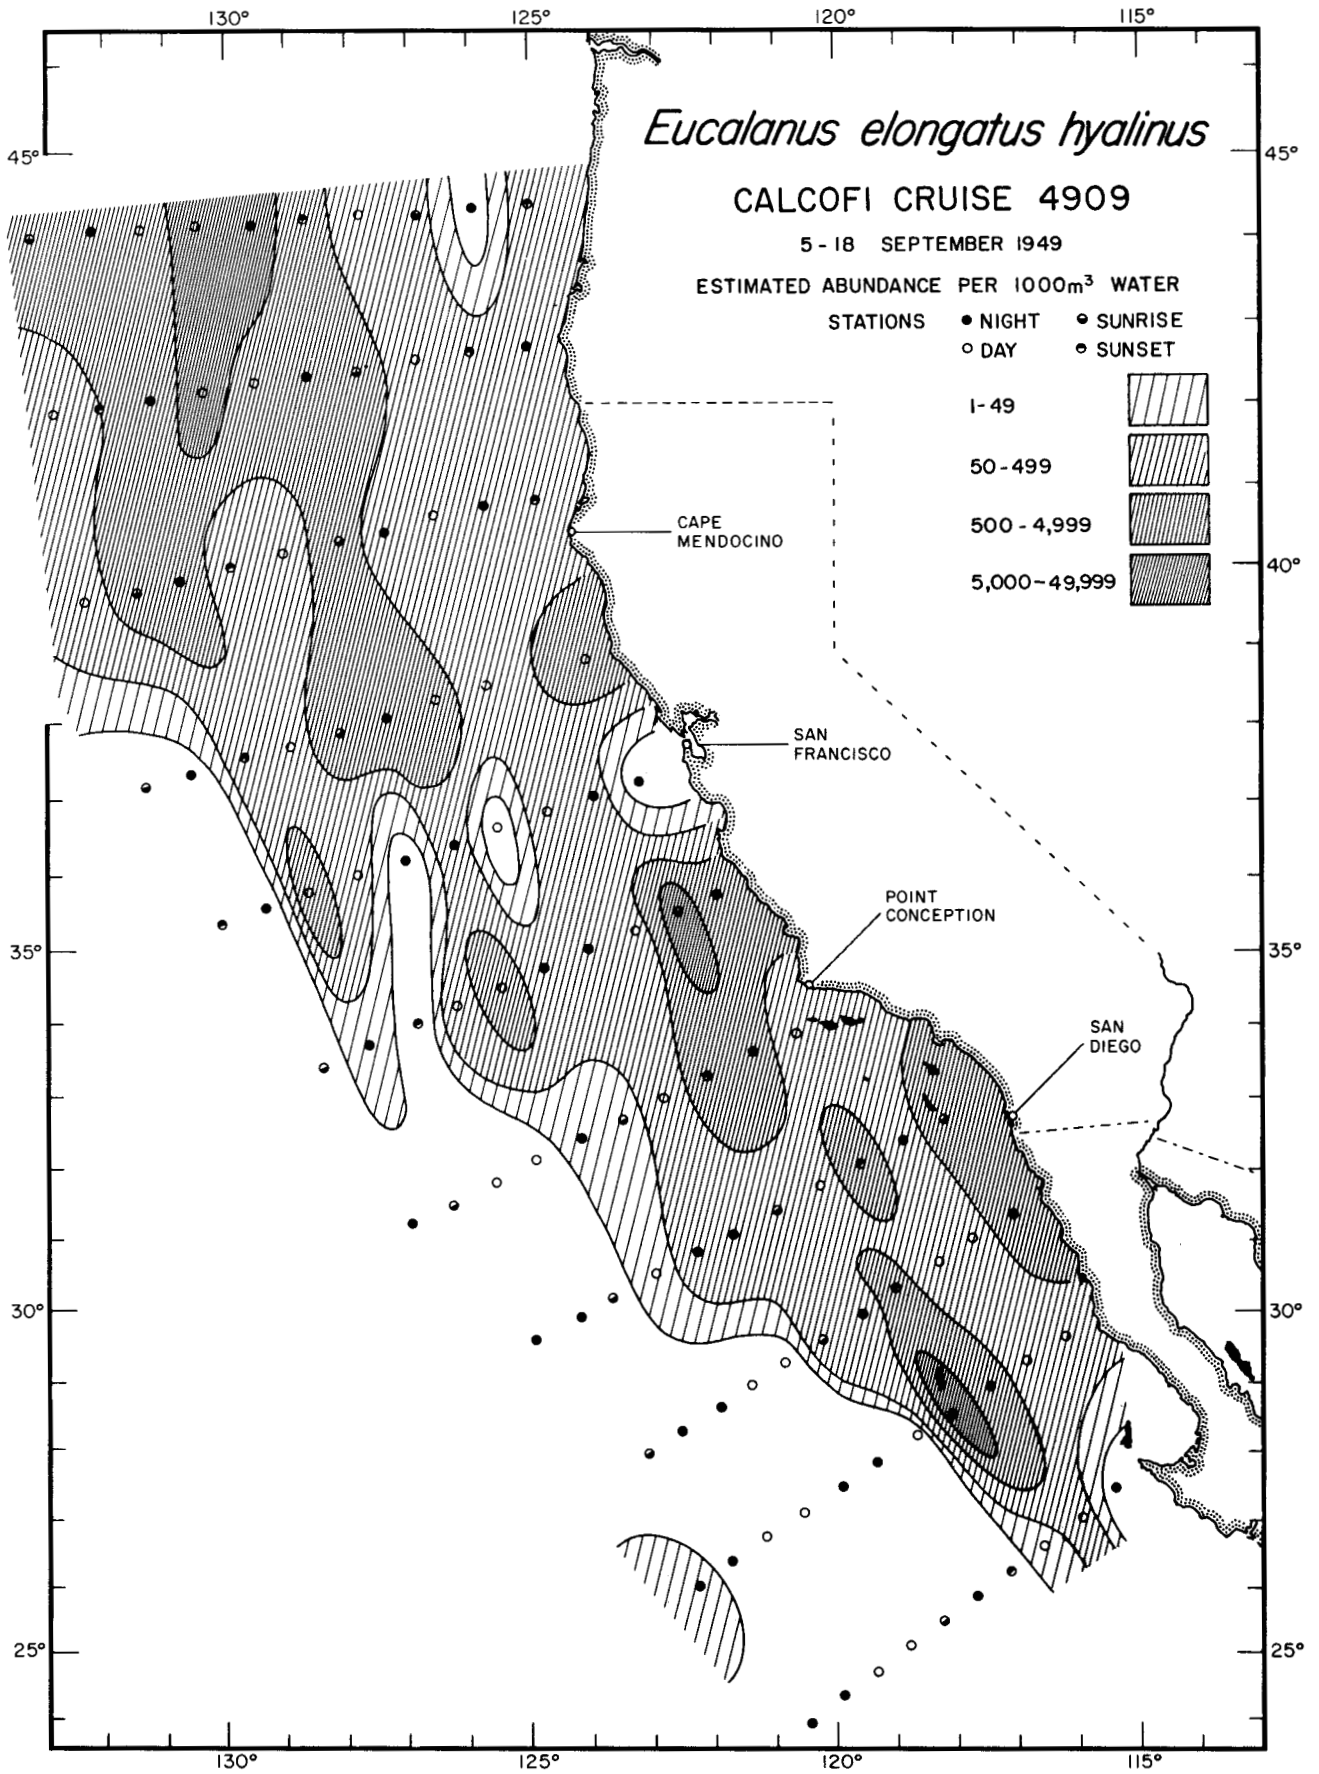 130° 125° 120° 115°
Eucalanus elongatus hyalinus
45° 45°
CALCOFI CRUISE 4909
5-18 SEPTEMBER 1949
ESTIMATED ABUNDANCE PER 1000m³ WATER
STATIONS ● NIGHT SUNRISE
○ DAY SUNSET
1-49
50-499
500-4,999
5,000-49,999
CAPE
MENDOCINO
40°
SAN
FRANCISCO
POINT
CONCEPTION
35° 35°
SAN
DIEGO
30° 30°
25° 25°
130° 125° 120° 115°